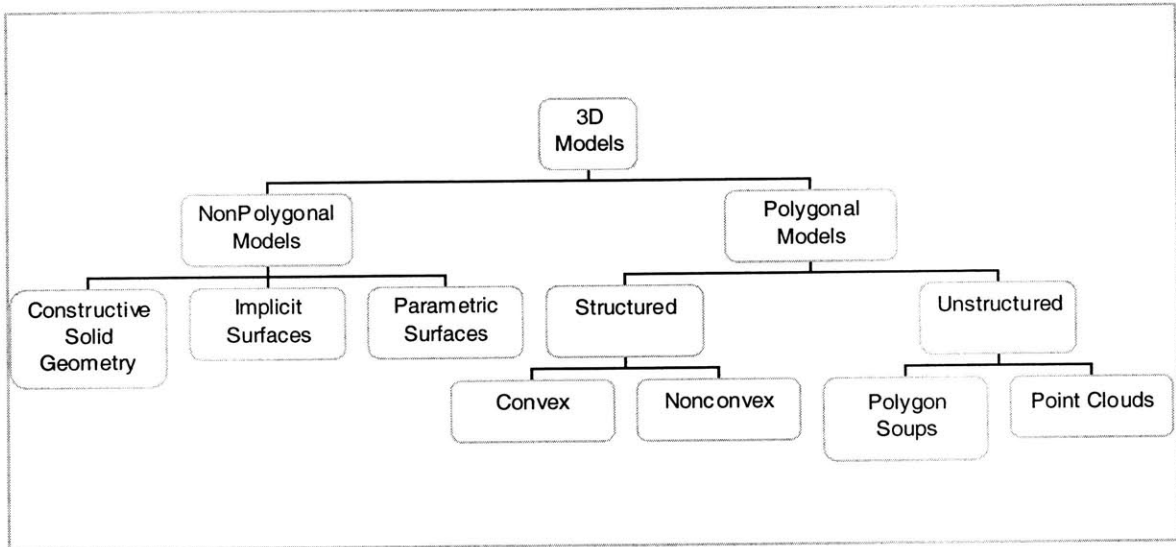 3D
Models
NonPolygonal
Models
Polygonal
Models
Constructive
Solid
Geometry
Implicit
Surfaces
Parametric
Surfaces
Structured
Unstructured
Convex
Nonconvex
Polygon
Soups
Point Clouds